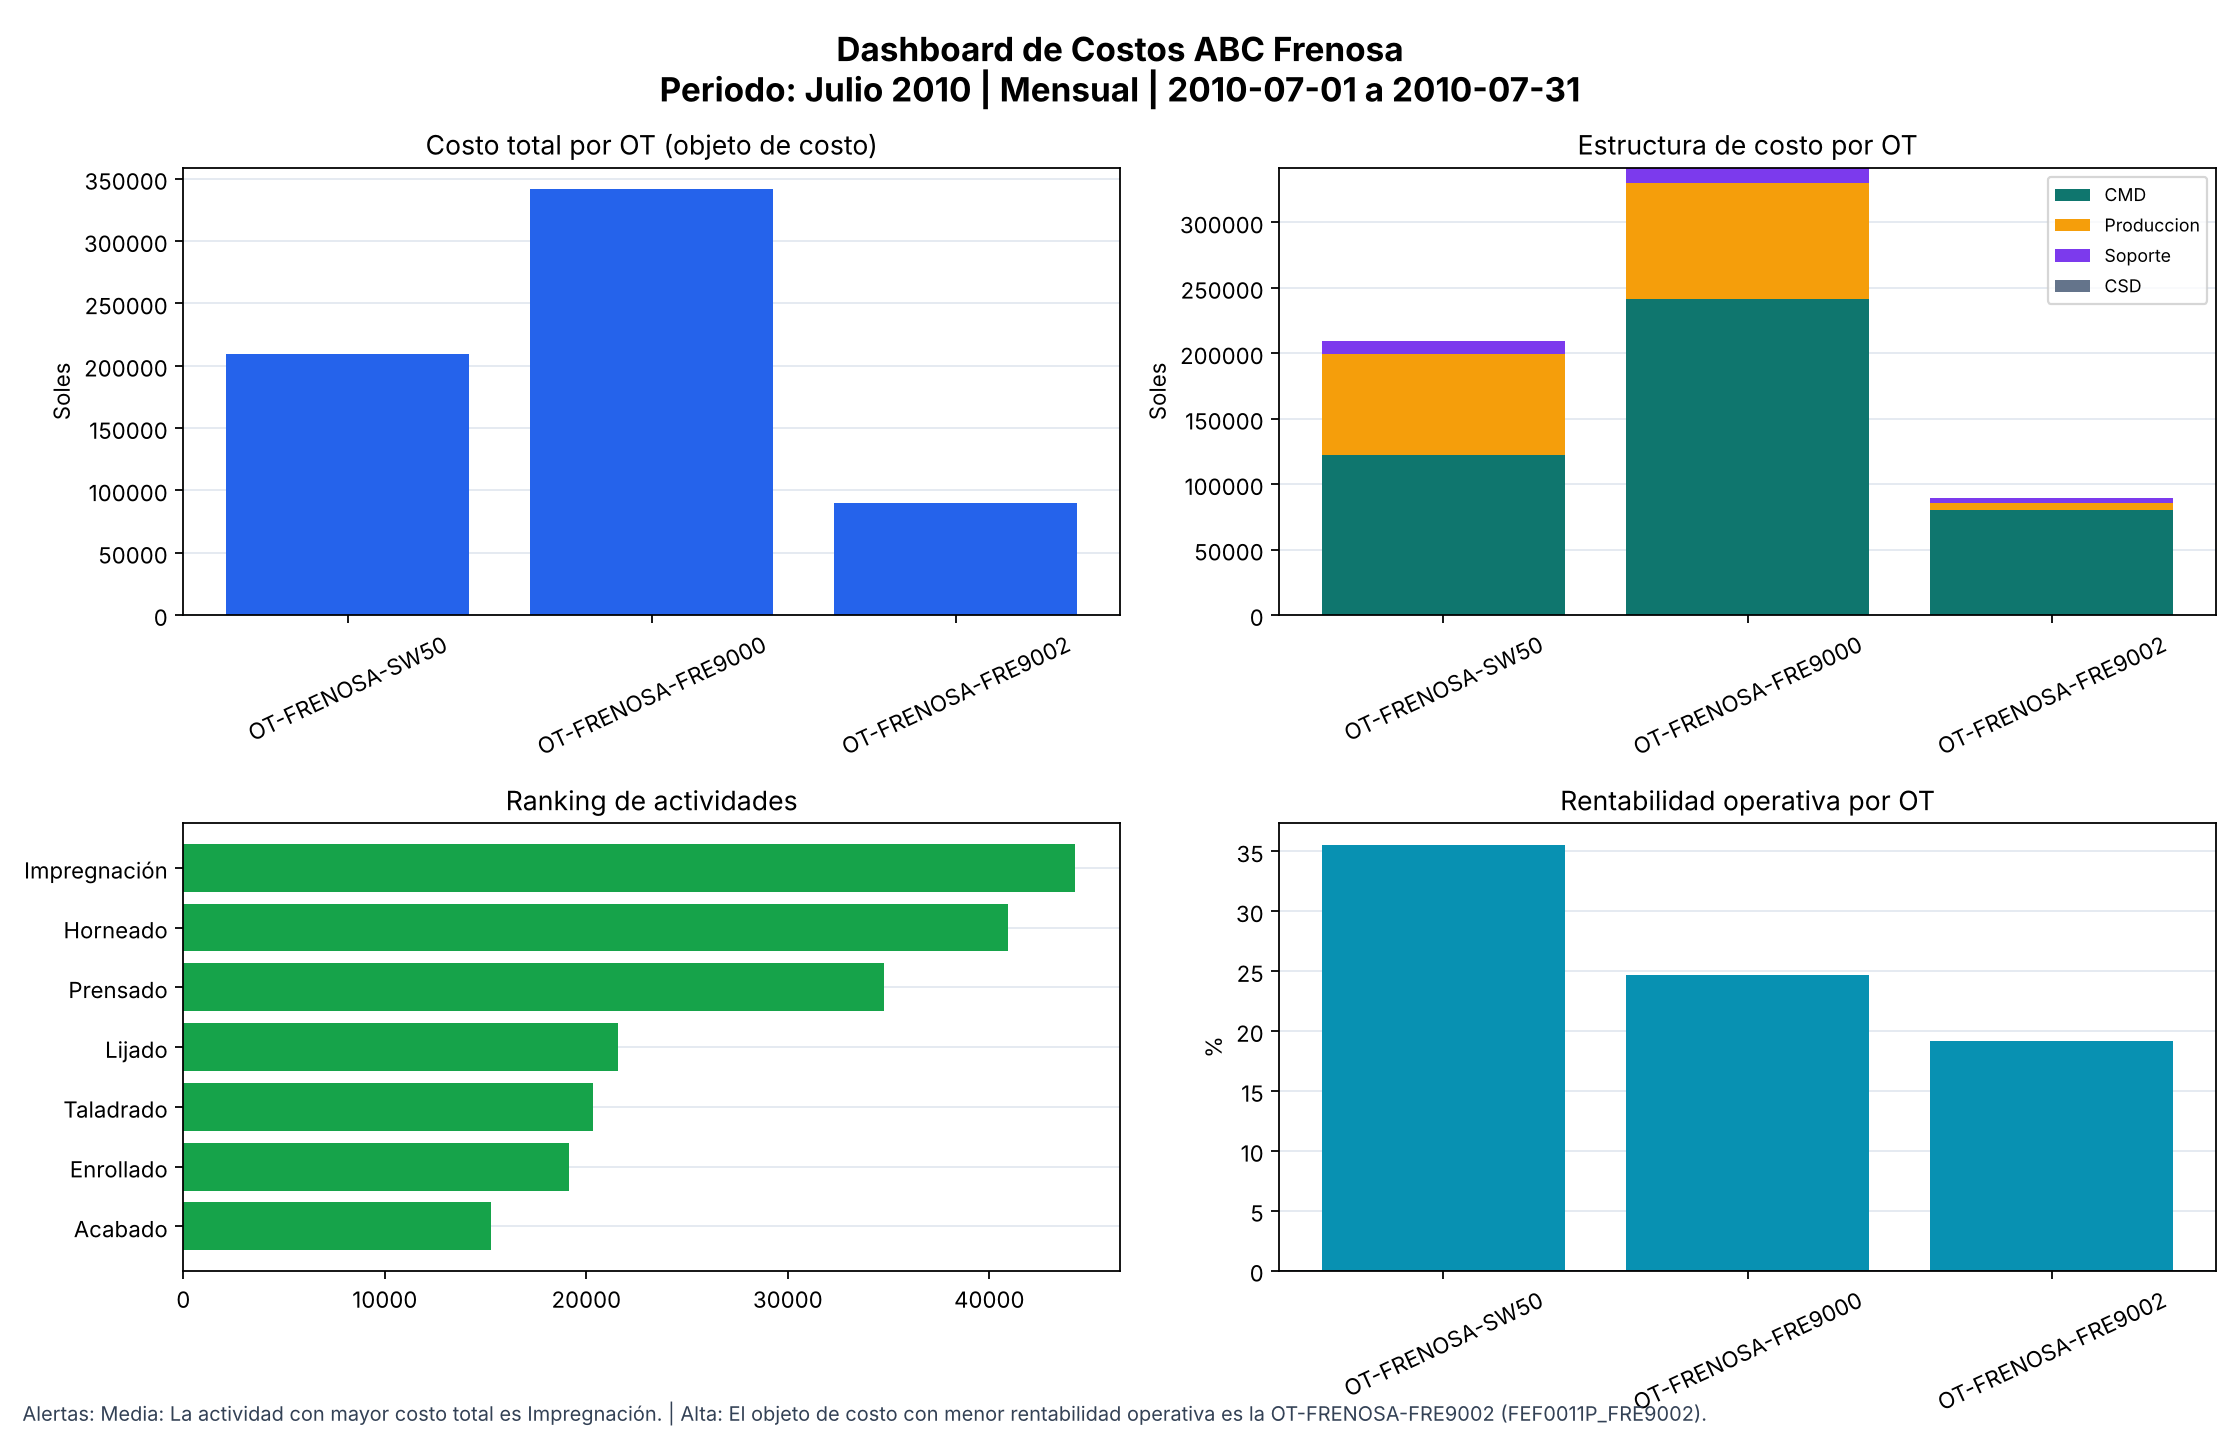 Dashboard de Costos ABC Frenosa
Periodo: Julio 2010 | Mensual | 2010-07-01 a 2010-07-31
Costo total por OT (objeto de costo)
Soles
350000
300000
250000
200000
150000
100000
50000
0
OT-FRENOSA-SW50
OT-FRENOSA-FRE9000
OT-FRENOSA-FRE9002
Estructura de costo por OT
Soles
300000
250000
200000
150000
100000
50000
0
CMD
Produccion
Soporte
CSD
OT-FRENOSA-SW50
OT-FRENOSA-FRE9000
OT-FRENOSA-FRE9002
Ranking de actividades
Impregnación
Horneado
Prensado
Lijado
Taladrado
Enrollado
Acabado
0
10000
20000
30000
40000
Rentabilidad operativa por OT
%
35
30
25
20
15
10
5
0
OT-FRENOSA-SW50
OT-FRENOSA-FRE9000
OT-FRENOSA-FRE9002
Alertas: Media: La actividad con mayor costo total es Impregnación. | Alta: El objeto de costo con menor rentabilidad operativa es la OT-FRENOSA-FRE9002 (FEF0011P_FRE9002).